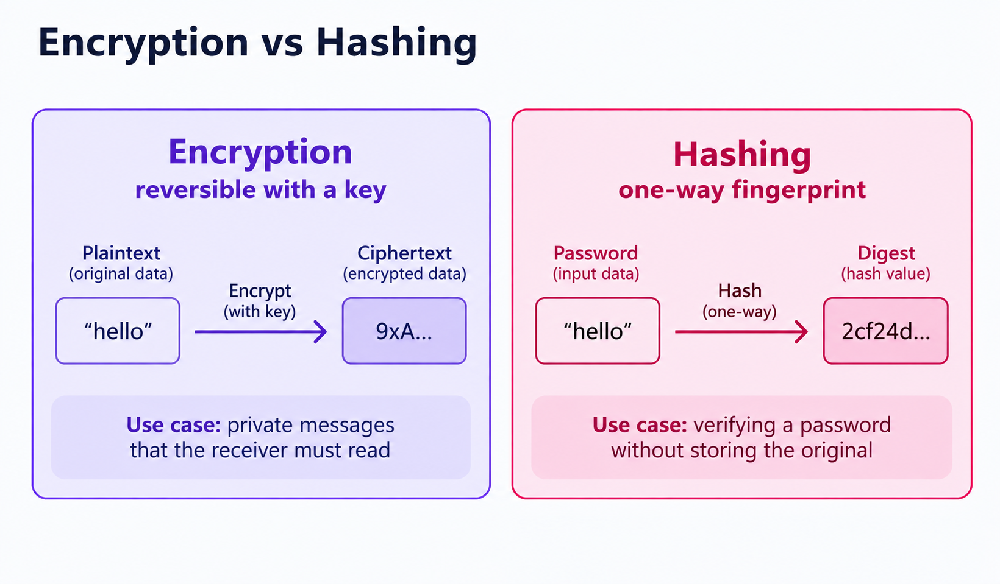 Encryption vs Hashing
Encryption
reversible with a key
Plaintext
(original data)
Encrypt
(with key)
Ciphertext
(encrypted data)
“hello”
9xA...
Use case: private messages
that the receiver must read
Hashing
one-way fingerprint
Password
(input data)
Hash
(one-way)
Digest
(hash value)
“hello”
2cf24d...
Use case: verifying a password
without storing the original